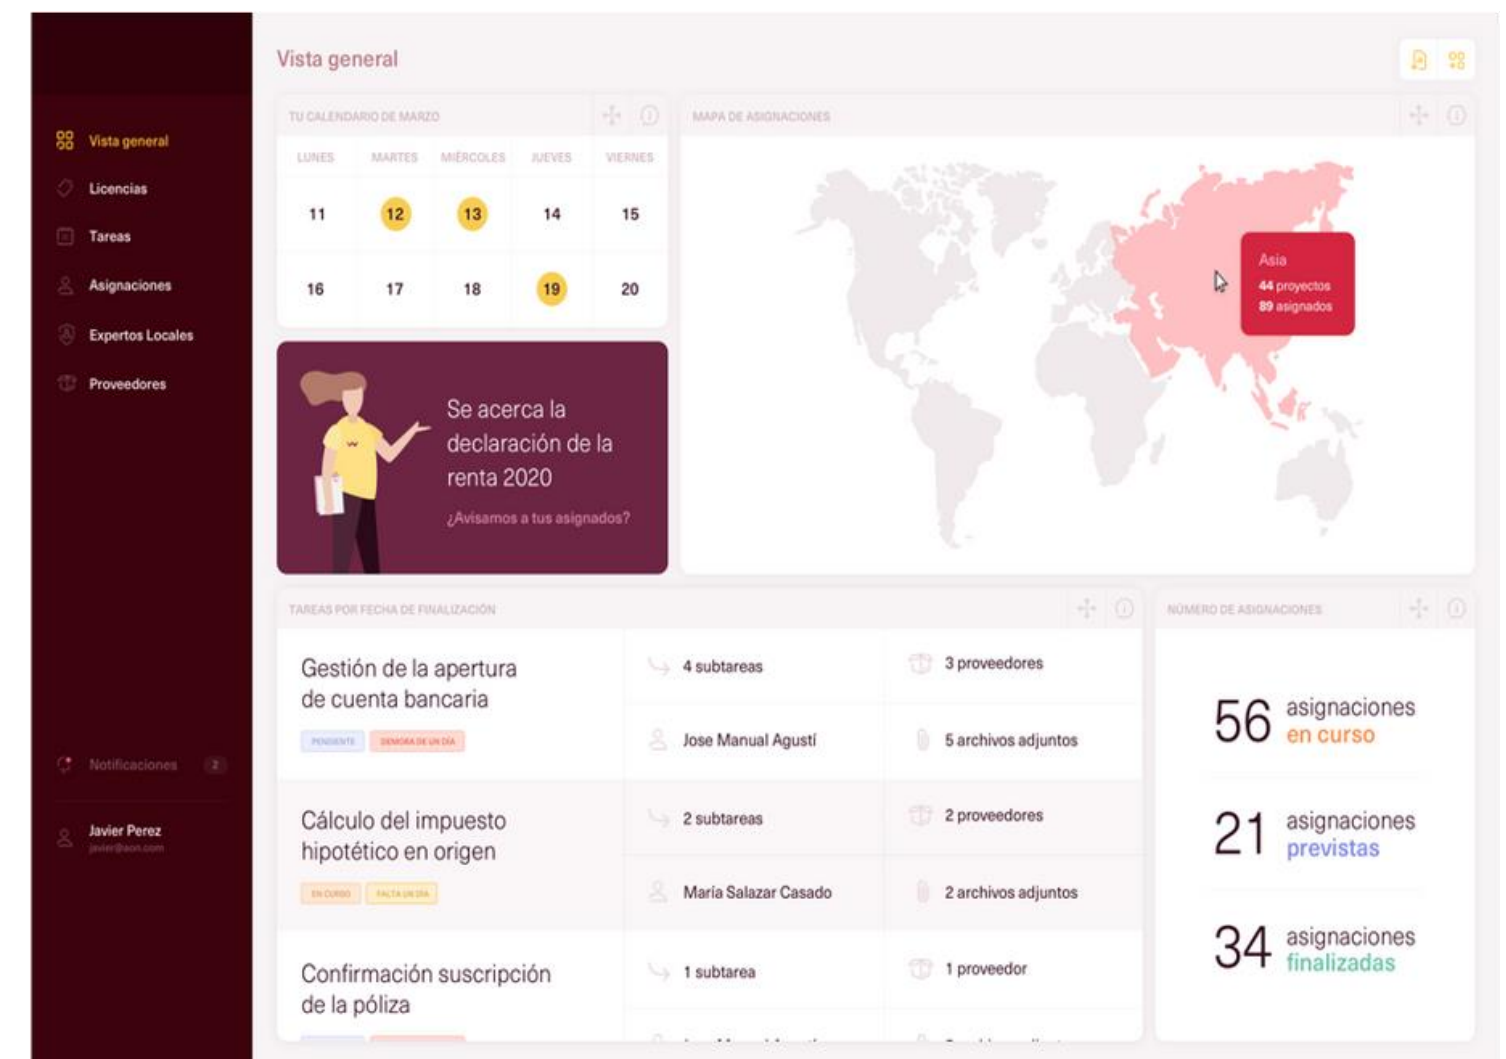 Vista general
Licencias
Tareas
Asignaciones
Expertos Locales
Proveedores
Notificaciones 2
Javier Perez
javier@aon.com
Vista general
TU CALENDARIO DE MARZO
LUNES MARTES MIÉRCOLES JUEVES VIERNES
11 12 13 14 15
16 17 18 19 20
Se acerca la
declaración de la
renta 2020
¿Avisamos a tus asignados?
MAPA DE ASIGNACIONES
Asia
44 proyectos
89 asignados
TAREAS POR FECHA DE FINALIZACIÓN
Gestión de la apertura
de cuenta bancaria
PENDIENTE DEMORA DE UN DÍA
4 subtareas
3 proveedores
Jose Manual Agustí
5 archivos adjuntos
Cálculo del impuesto
hipotético en origen
EN CURSO FALTA UN DÍA
2 subtareas
2 proveedores
María Salazar Casado
2 archivos adjuntos
Confirmación suscripción
de la póliza
1 subtarea
1 proveedor
NÚMERO DE ASIGNACIONES
56 asignaciones
en curso
21 asignaciones
previstas
34 asignaciones
finalizadas